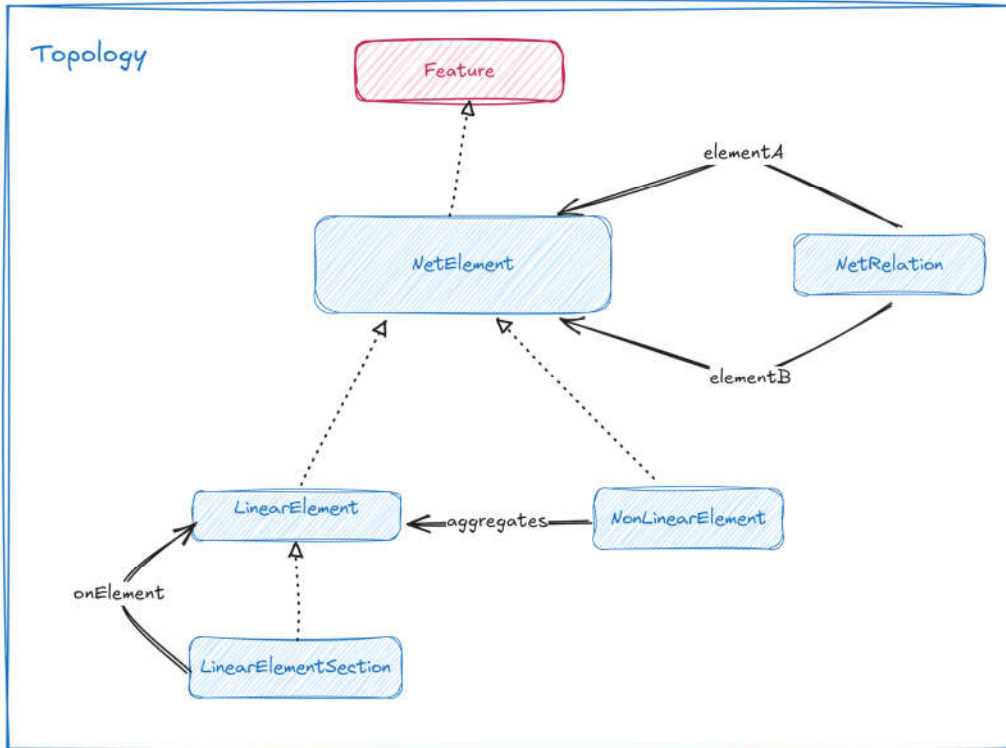 Topology
Feature
elementA
NetElement
NetRelation
elementB
LinearElement
aggregates
NonLinearElement
onElement
LinearElementSection